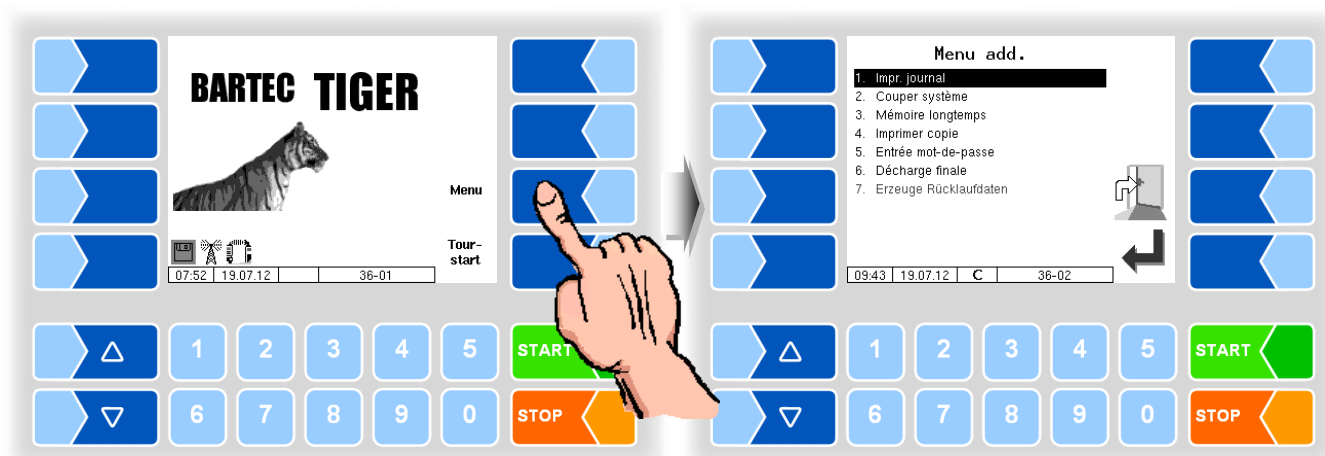 BARTEC TIGER
Menu
Tour-
start
07:52 19.07.12 36-01
1 2 3 4 5 START
6 7 8 9 0 STOP
Menu add.
1. Impr. journal
2. Couper système
3. Mémoire longtemps
4. Imprimer copie
5. Entrée mot-de-passe
6. Décharge finale
7. Erzeuge Rücklaufdaten
09:43 19.07.12 C 36-02
1 2 3 4 5 START
6 7 8 9 0 STOP